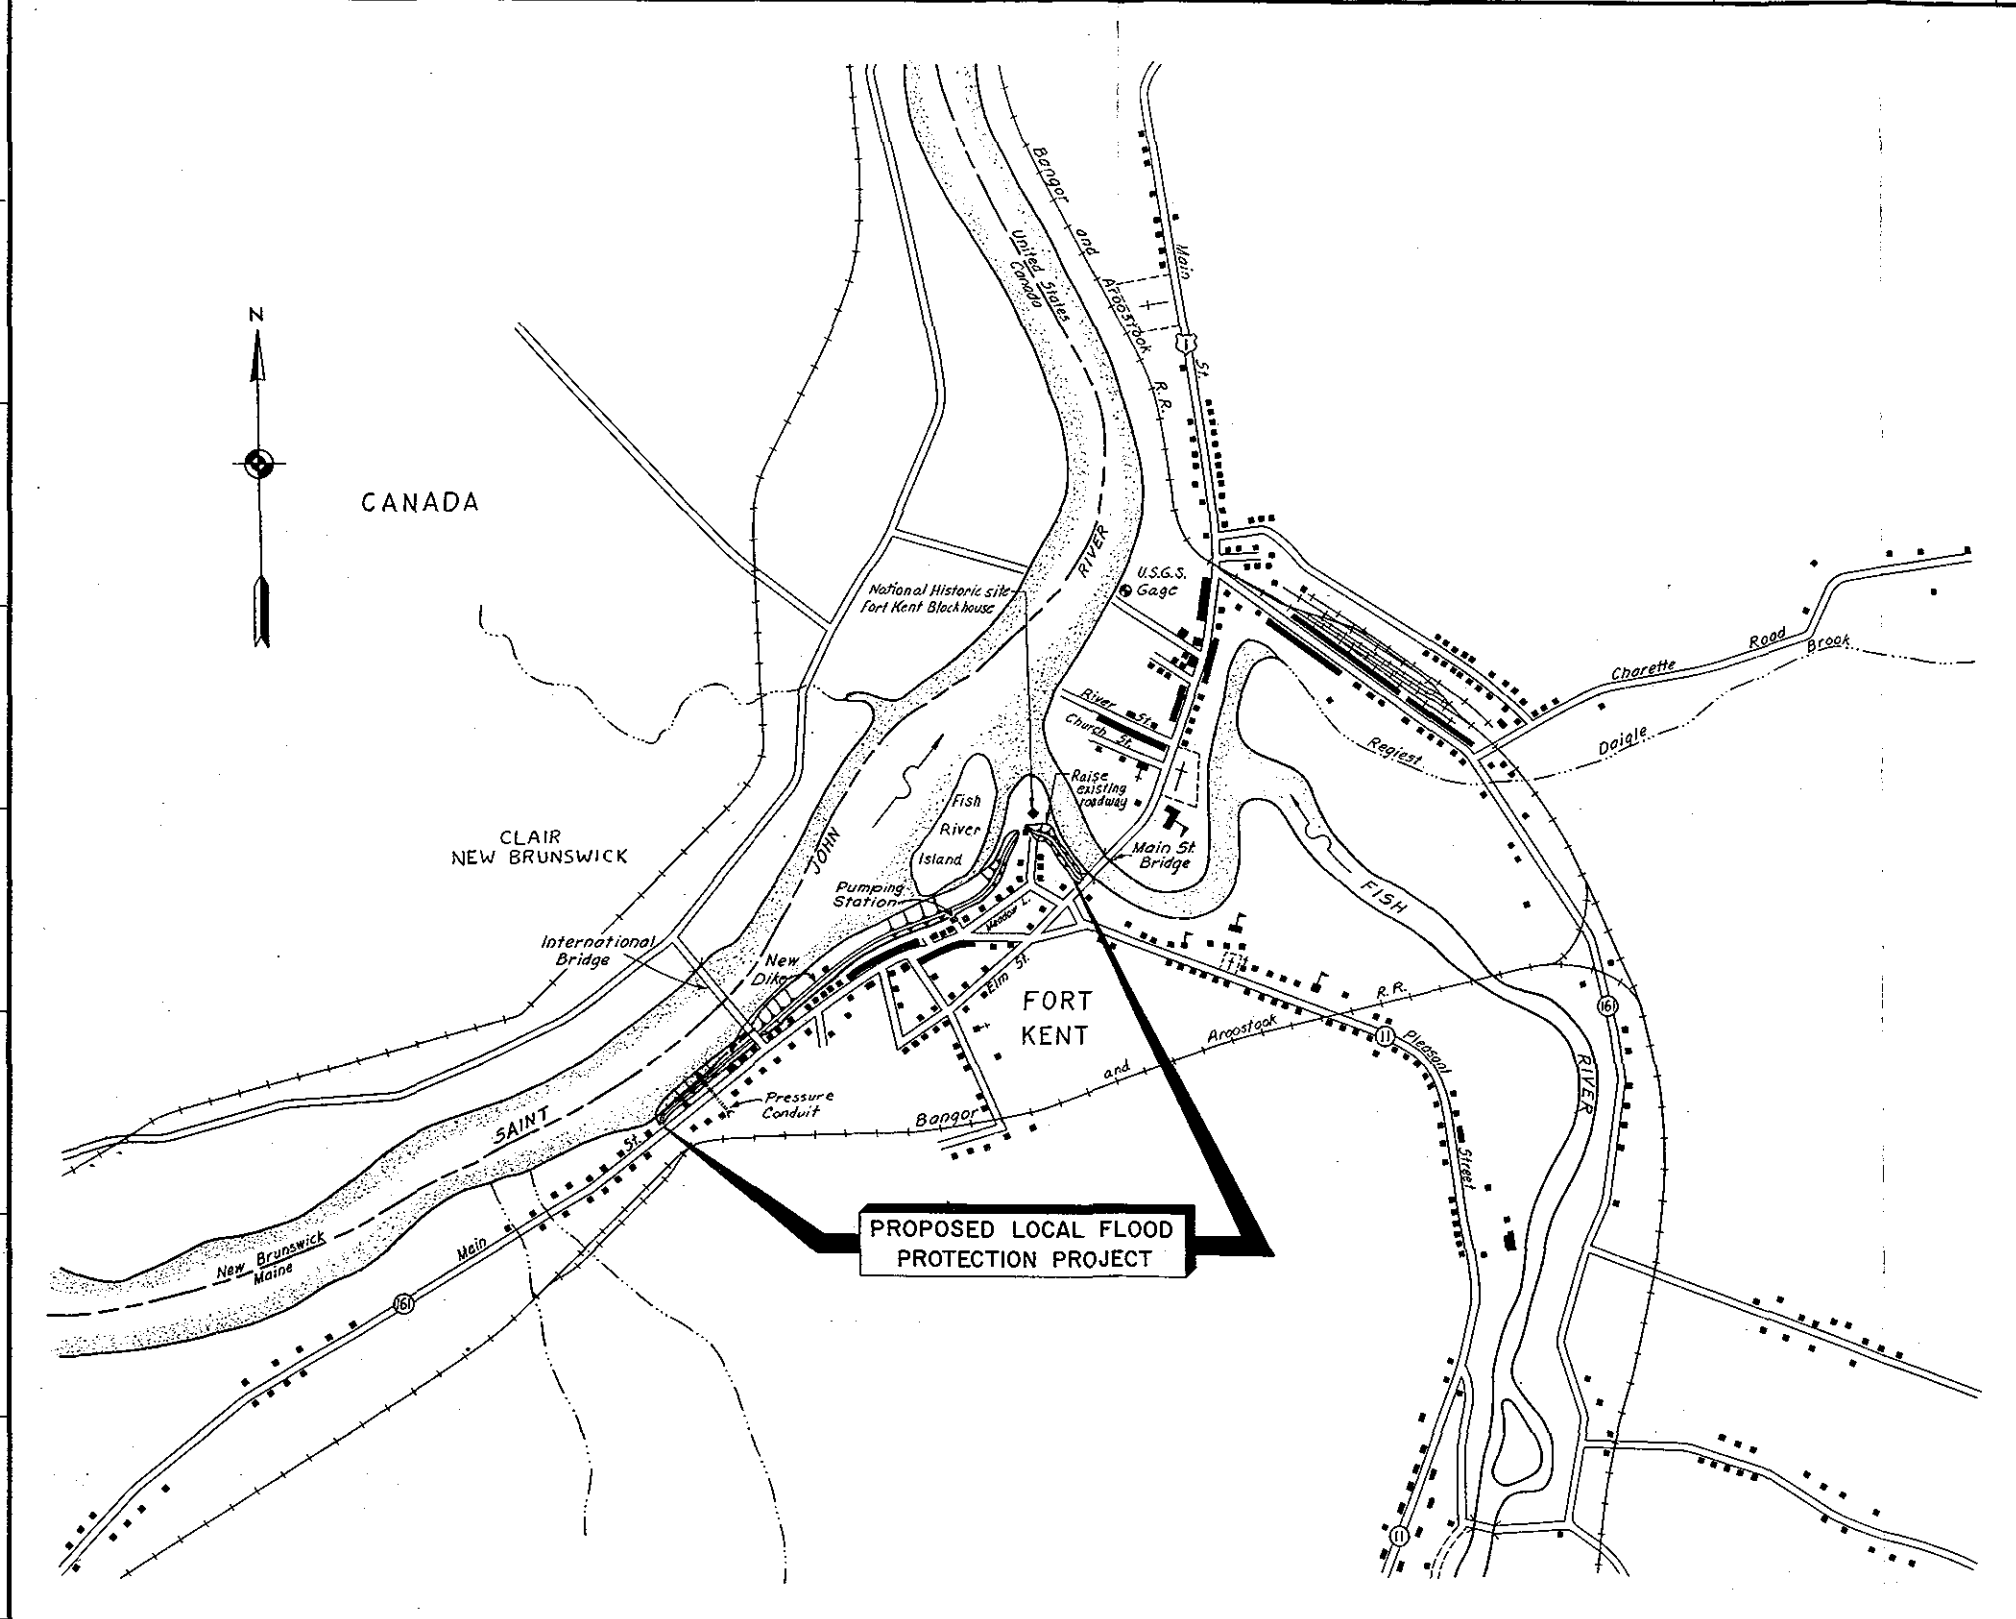 N
CANADA
CLAIR
NEW BRUNSWICK
Bangor and Aroostook R. R.
United States
Canada
Main St.
1
RIVER
U.S.G.S.
Gage
National Historic site
Fort Kent Blockhouse
River St.
Church St.
Raise
existing
roadway
Fish
River
Island
JOHN
Main St.
Bridge
Pumping
Station
International
Bridge
New
Dike
Meadow L.
Elm St.
FORT
KENT
FISH
RIVER
Charette Road
Daigle Brook
Regiest
161
11
Pleasant
Street
Bangor and Aroostook R.R.
Pressure
Conduit
SAINT
St.
Main
New Brunswick
Maine
161
PROPOSED LOCAL FLOOD
PROTECTION PROJECT
11